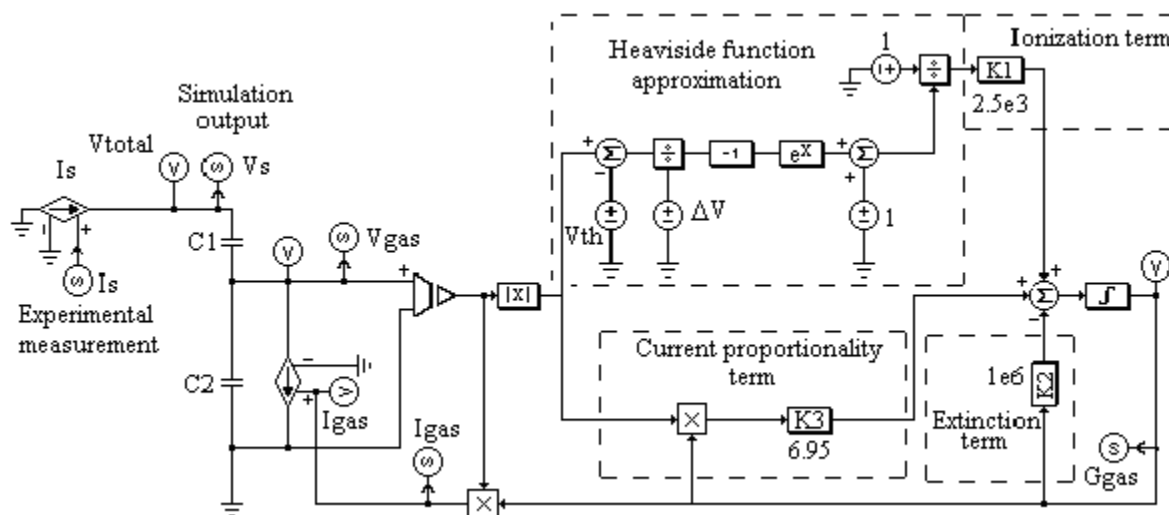 Heaviside function
approximation
1
÷
K1
2.5e3
Ionization term
Simulation
output
Vtotal
V
Vs
Is
Σ
÷
-1
e^x
Σ
Vth
ΔV
1
C1
V
Vgas
Is
Experimental
measurement
|x|
Σ
∫
V
Current proportionality
term
×
K3
6.95
1e6
K2
Extinction
term
C2
V
Igas
Igas
×
S
Ggas